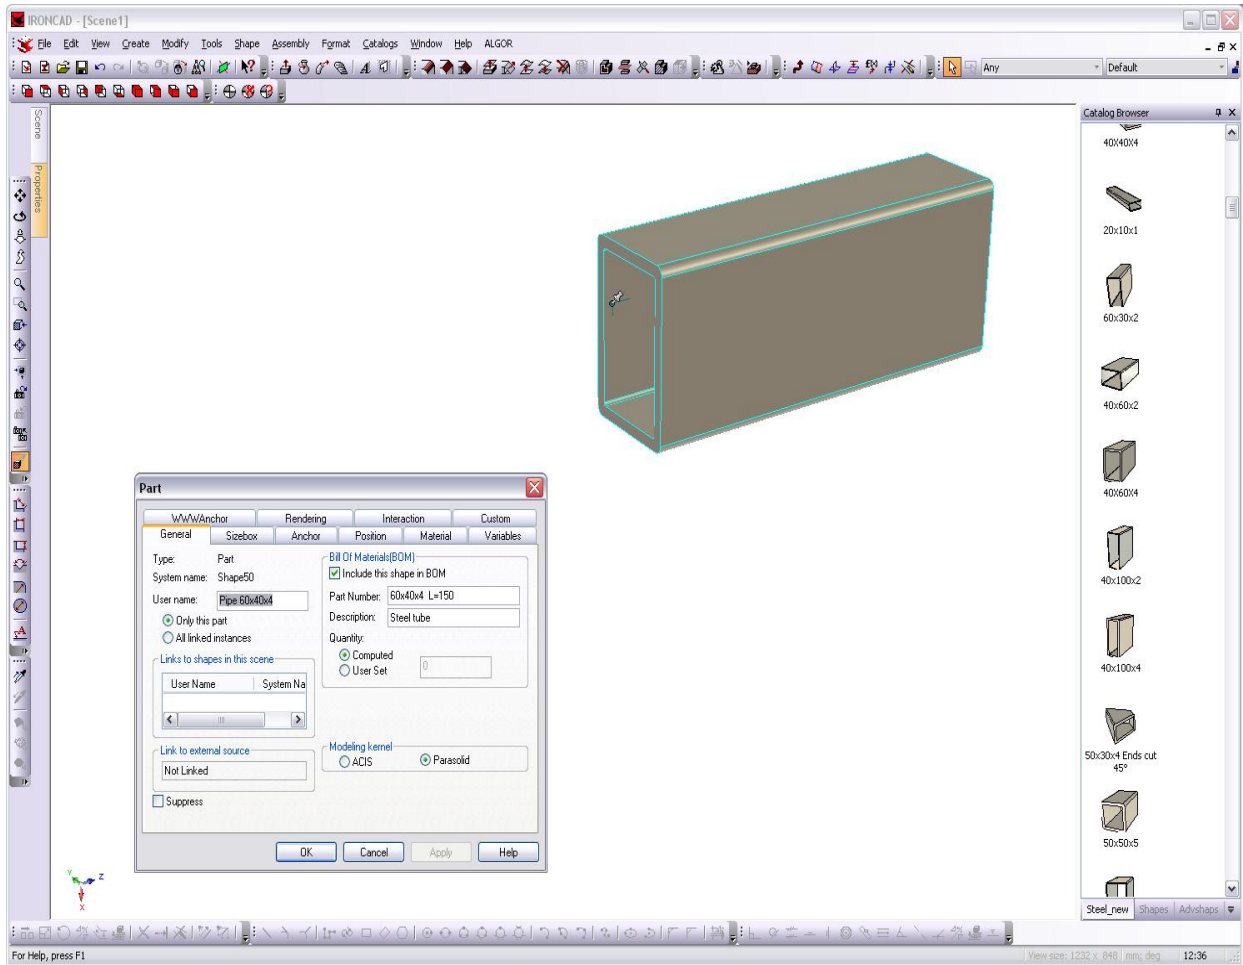 IRONCAD - [Scene1]
File Edit View Create Modify Tools Shape Assembly Format Catalogs Window Help ALGOR
Any
Default
Scene
Properties
Catalog Browser
40X40X4
20x10x1
60x30x2
40x60x2
40X60X4
40x100x2
40x100x4
50x30x4 Ends cut
45°
50x50x5
Steel_new Shapes Advshaps
Part
WWWAnchor Rendering Interaction Custom
General Sizebox Anchor Position Material Variables
Type: Part
System name: Shape50
User name: Pipe 60x40x4
Only this part
All linked instances
Links to shapes in this scene
User Name System Na
Link to external source
Not Linked
Suppress
Bill Of Materials(BOM)
Include this shape in BOM
Part Number: 60x40x4 L=150
Description: Steel tube
Quantity:
Computed
User Set
0
Modeling kernel
ACIS Parasolid
OK Cancel Apply Help
Y Z
X
For Help, press F1
View size: 1232 x 848 mm; deg 12:36